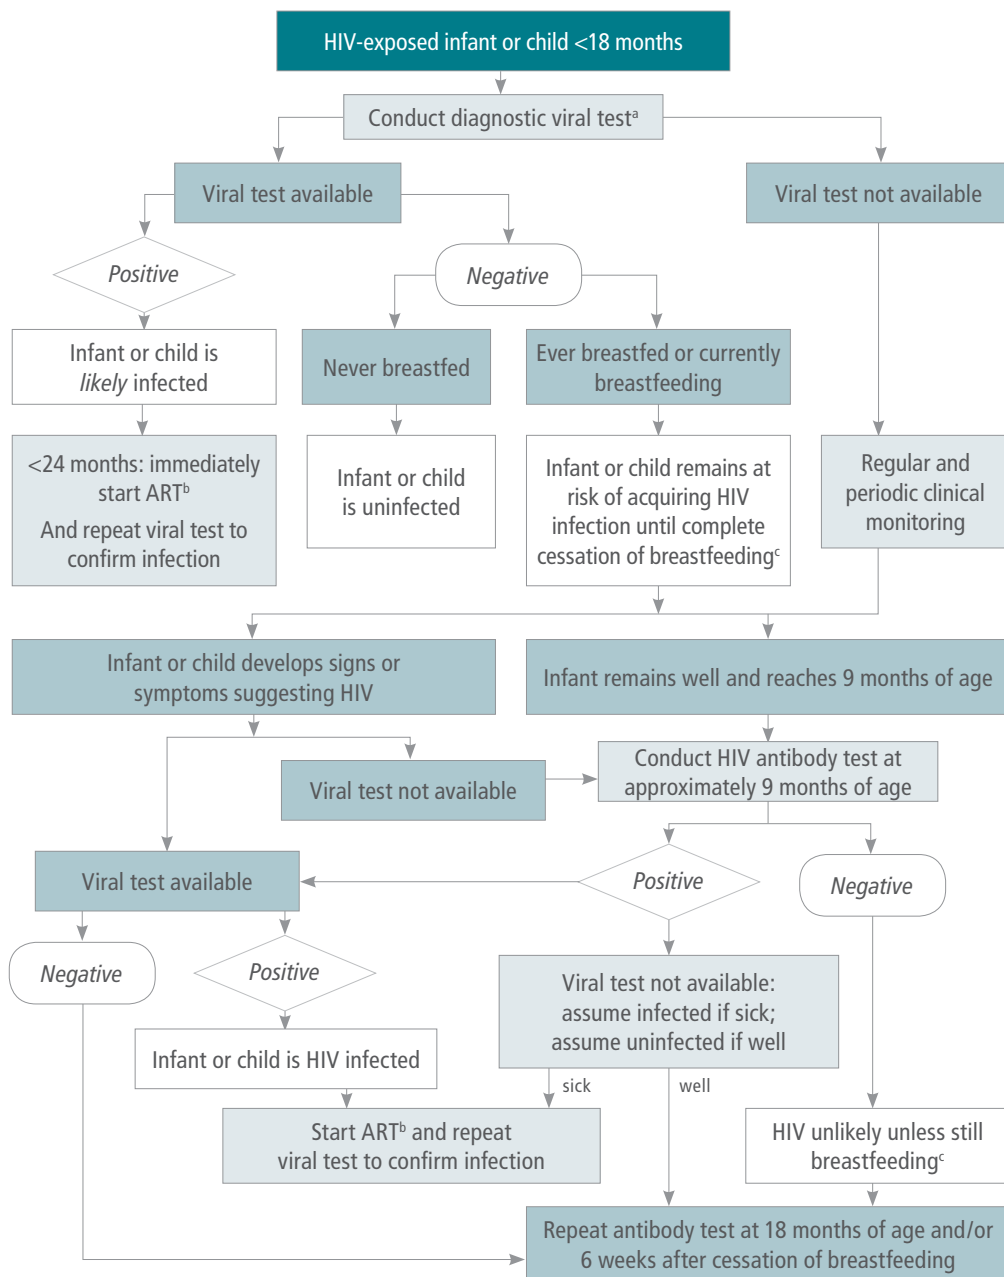 HIV-exposed infant or child <18 months
Conduct diagnostic viral testᵃ
Viral test available
Viral test not available
Positive
Negative
Infant or child is
likely infected
Never breastfed
Ever breastfed or currently
breastfeeding
<24 months: immediately
start ARTᵇ
And repeat viral test to
confirm infection
Infant or child
is uninfected
Infant or child remains at
risk of acquiring HIV
infection until complete
cessation of breastfeedingᶜ
Regular and
periodic clinical
monitoring
Infant or child develops signs or
symptoms suggesting HIV
Infant remains well and reaches 9 months of age
Viral test not available
Conduct HIV antibody test at
approximately 9 months of age
Viral test available
Positive
Negative
Negative
Positive
Viral test not available:
assume infected if sick;
assume uninfected if well
Infant or child is HIV infected
sick
well
Start ARTᵇ and repeat
viral test to confirm infection
HIV unlikely unless still
breastfeedingᶜ
Repeat antibody test at 18 months of age and/or
6 weeks after cessation of breastfeeding